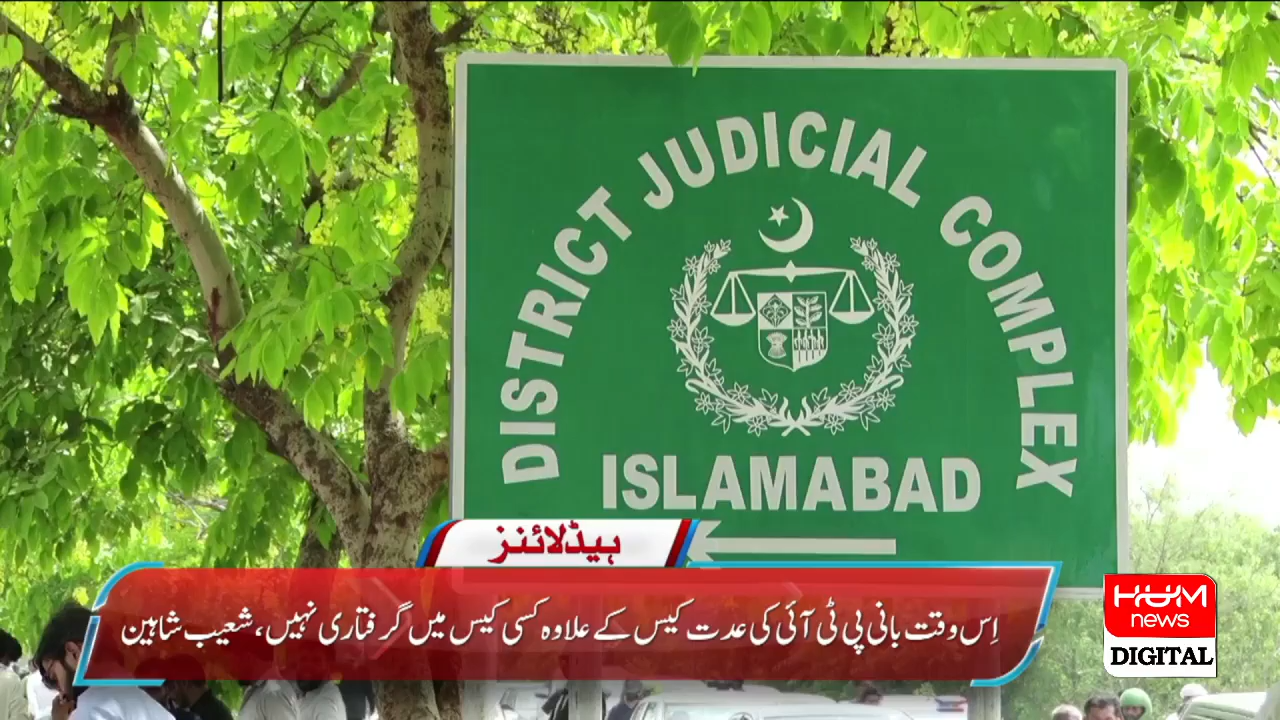 DISTRICT JUDICIAL COMPLEX
ISLAMABAD
ہیڈلائنز
اِس وقت بانی پی ٹی آئی کی عدت کیس کے علاوہ کسی کیس میں گرفتاری نہیں، شعیب شاہین
HUM
news
DIGITAL